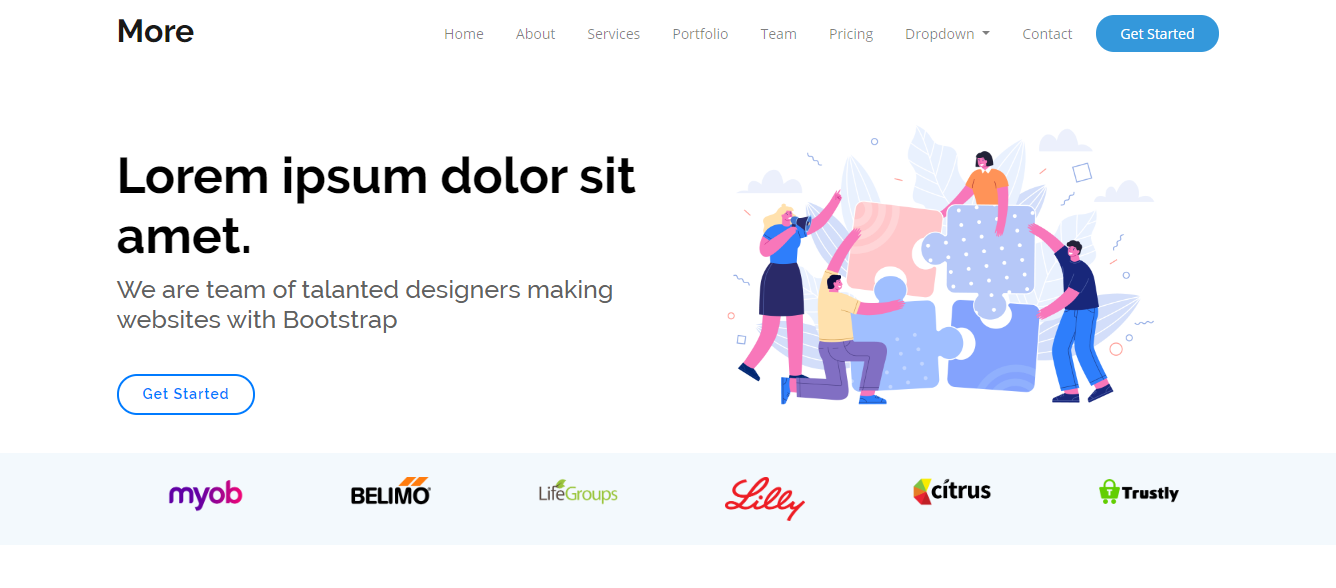 More
Home About Services Portfolio Team Pricing Dropdown Contact Get Started
Lorem ipsum dolor sit
amet.
We are team of talanted designers making
websites with Bootstrap
Get Started
myob BELIMO® LifeGroups Lilly citrus Trustly